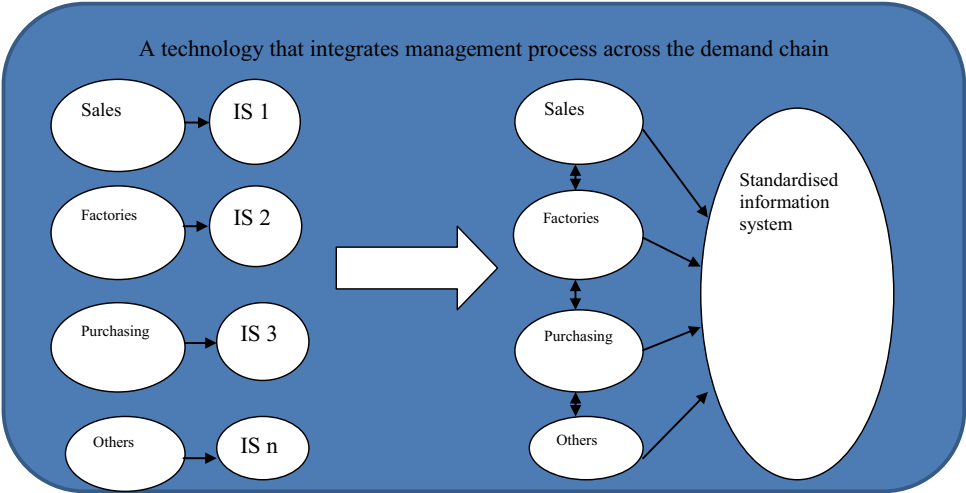 A technology that integrates management process across the demand chain
Sales
IS 1
Factories
IS 2
Purchasing
IS 3
Others
IS n
Sales
Factories
Purchasing
Others
Standardised
information
system